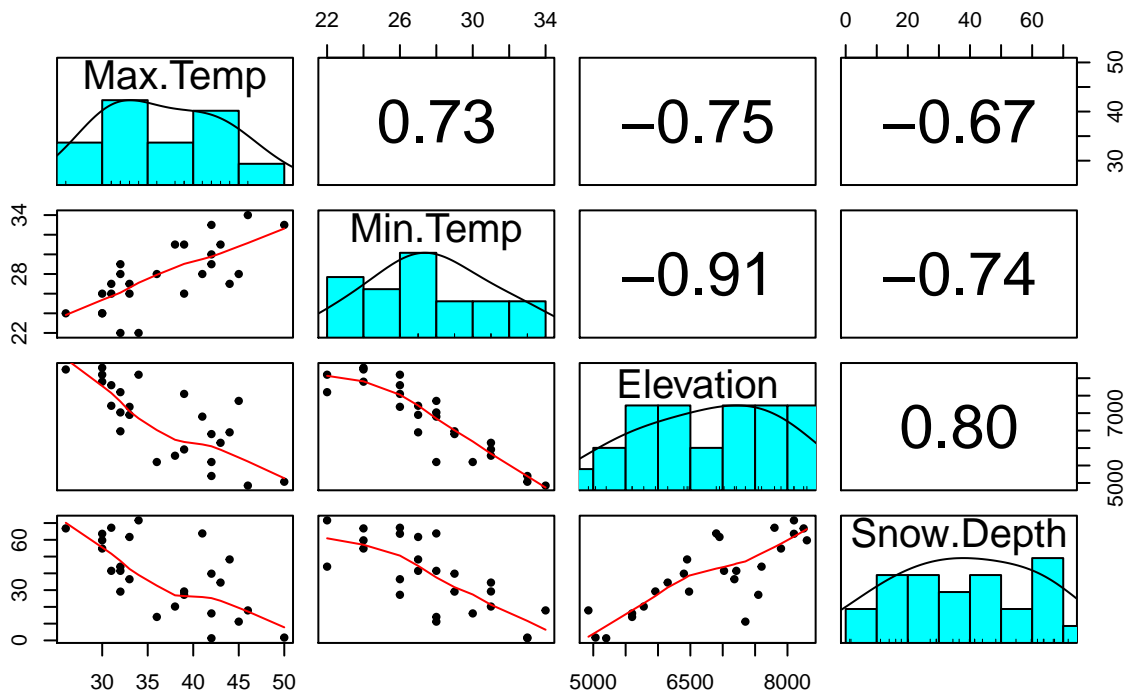 22 26 30 34 0 20 40 60
Max.Temp 0.73 −0.75 −0.67 30 40 50
22 28 34 Min.Temp −0.91 −0.74
Elevation 0.80 5000 7000
0 30 60 Snow.Depth
30 35 40 45 50 5000 6500 8000